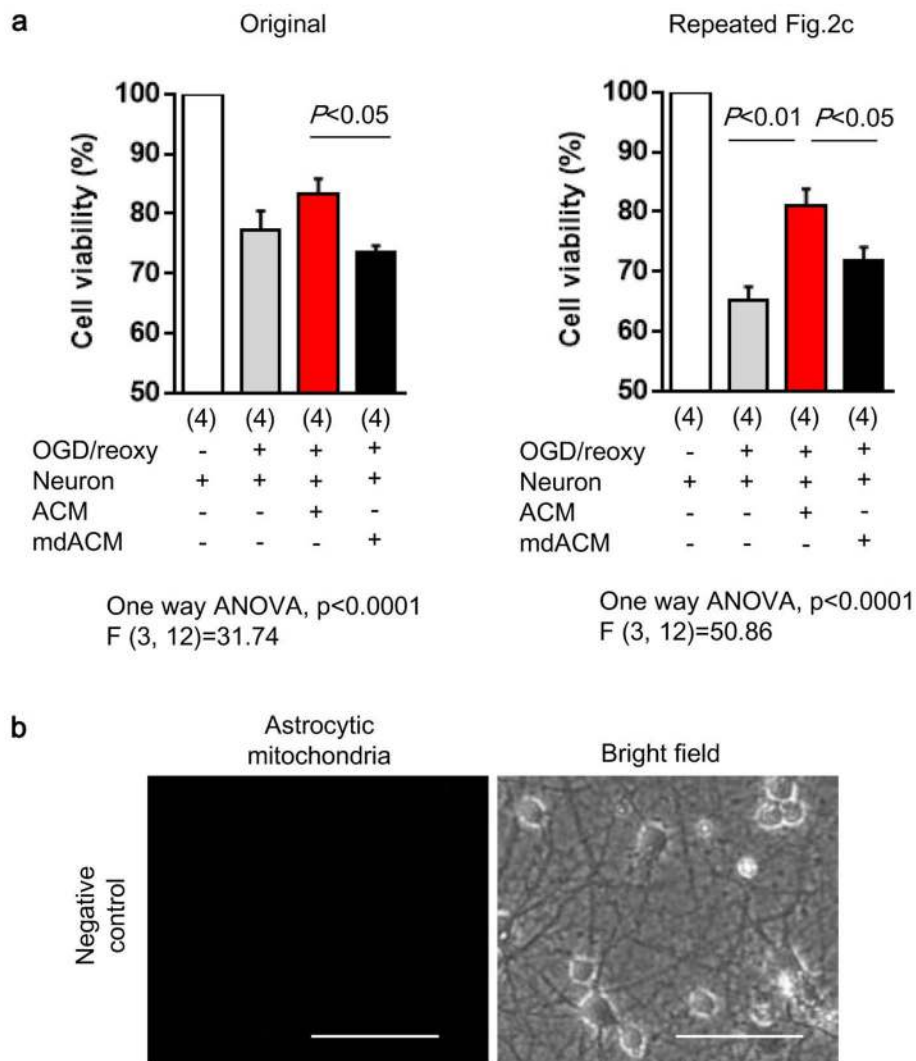 a
Original
100
90
80
70
60
50
Cell viability (%)
P<0.05
(4) (4) (4) (4)
OGD/reoxy - + + +
Neuron + + + +
ACM - - + -
mdACM - - - +
One way ANOVA, p<0.0001
F (3, 12)=31.74
Repeated Fig.2c
100
90
80
70
60
50
Cell viability (%)
P<0.01 P<0.05
(4) (4) (4) (4)
OGD/reoxy - + + +
Neuron + + + +
ACM - - + -
mdACM - - - +
One way ANOVA, p<0.0001
F (3, 12)=50.86
b
Astrocytic
mitochondria
Bright field
Negative
control